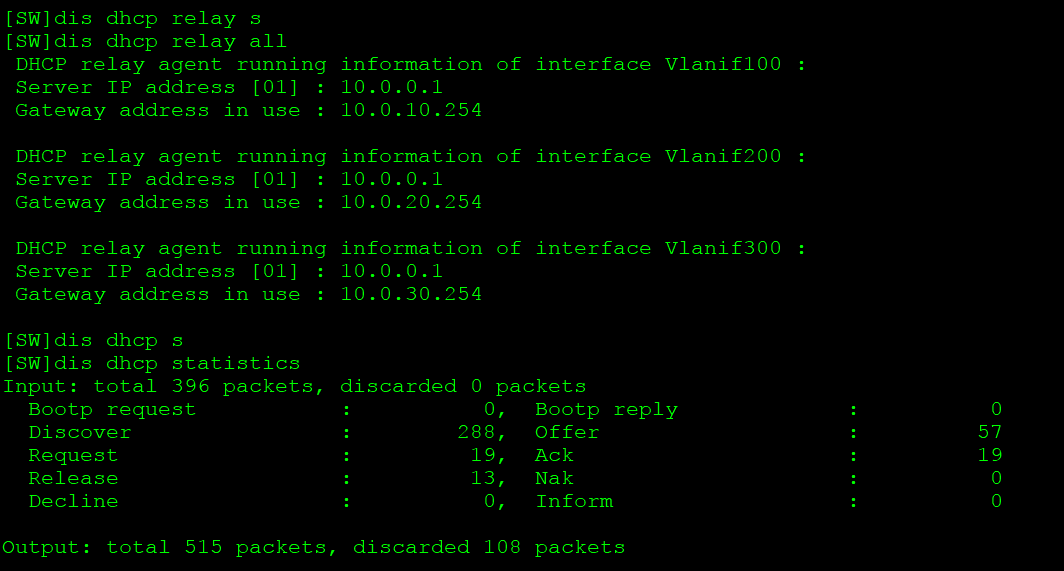 [SW]dis dhcp relay s
[SW]dis dhcp relay all
DHCP relay agent running information of interface Vlanif100 :
Server IP address [01] : 10.0.0.1
Gateway address in use : 10.0.10.254
DHCP relay agent running information of interface Vlanif200 :
Server IP address [01] : 10.0.0.1
Gateway address in use : 10.0.20.254
DHCP relay agent running information of interface Vlanif300 :
Server IP address [01] : 10.0.0.1
Gateway address in use : 10.0.30.254
[SW]dis dhcp s
[SW]dis dhcp statistics
Input: total 396 packets, discarded 0 packets
Bootp request : 0, Bootp reply : 0
Discover : 288, Offer : 57
Request : 19, Ack : 19
Release : 13, Nak : 0
Decline : 0, Inform : 0
Output: total 515 packets, discarded 108 packets